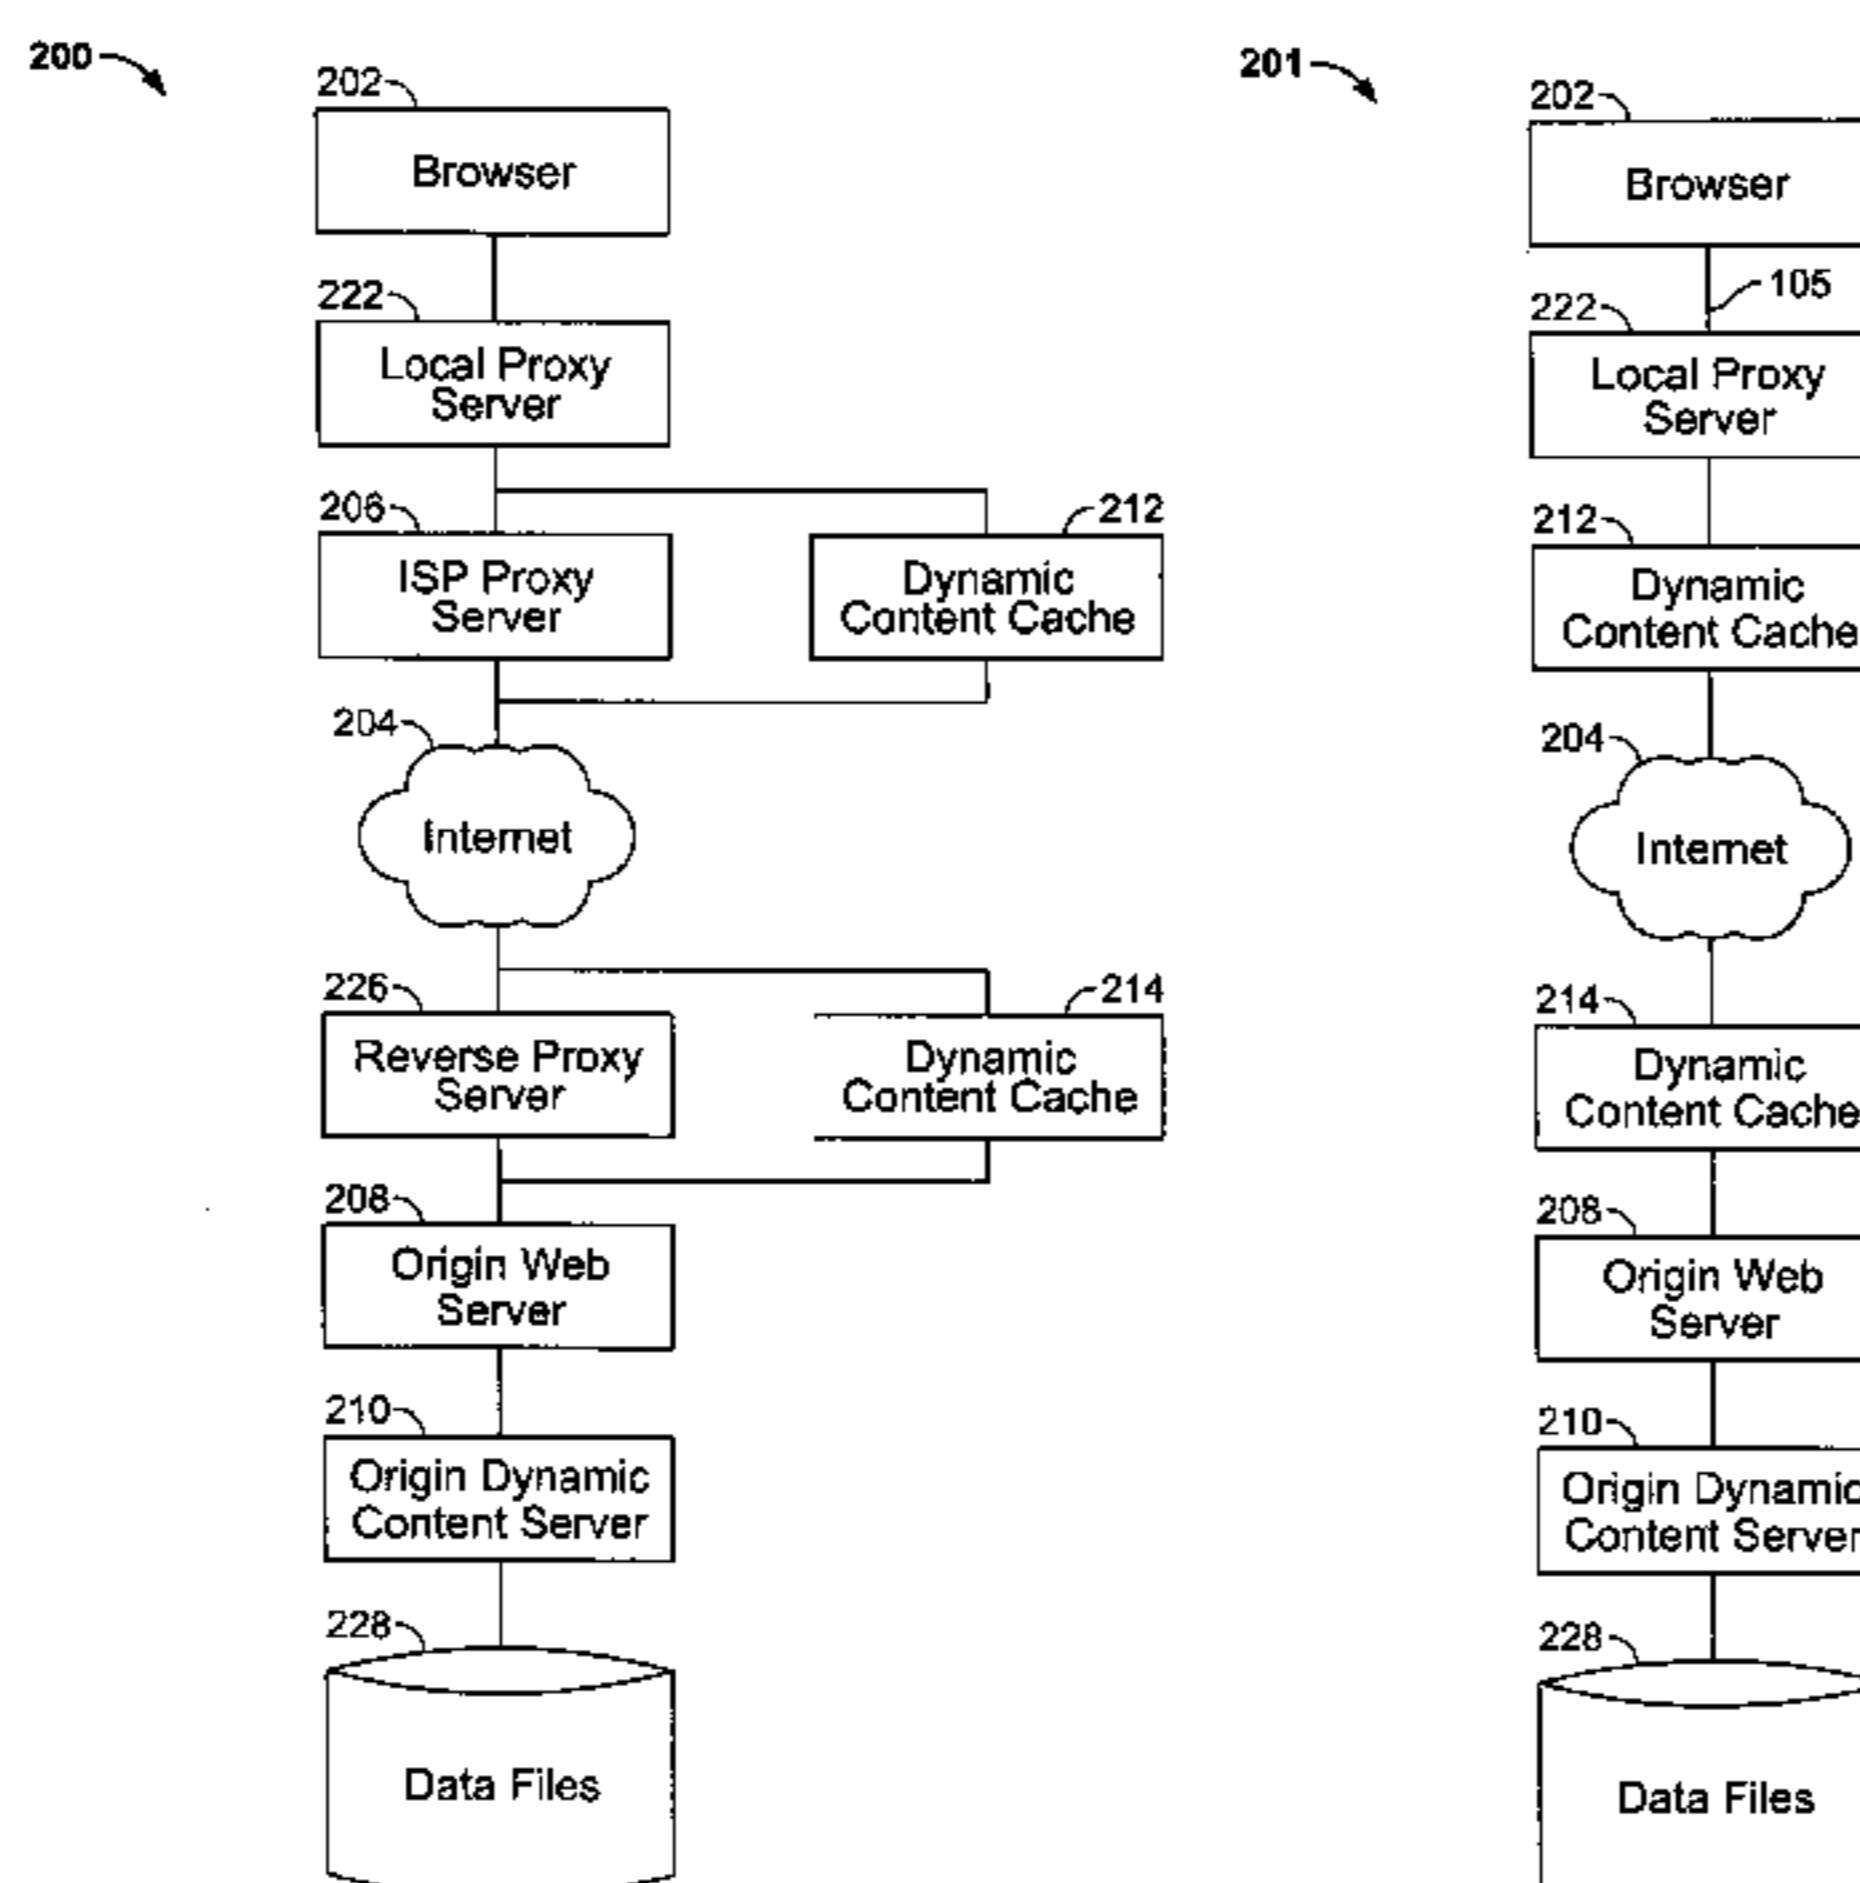 200
202
Browser
222
Local Proxy
Server
206
ISP Proxy
Server
212
Dynamic
Content Cache
204
Internet
226
Reverse Proxy
Server
214
Dynamic
Content Cache
208
Origin Web
Server
210
Origin Dynamic
Content Server
228
Data Files
201
202
Browser
105
222
Local Proxy
Server
212
Dynamic
Content Cache
204
Internet
214
Dynamic
Content Cache
208
Origin Web
Server
210
Origin Dynamic
Content Server
228
Data Files